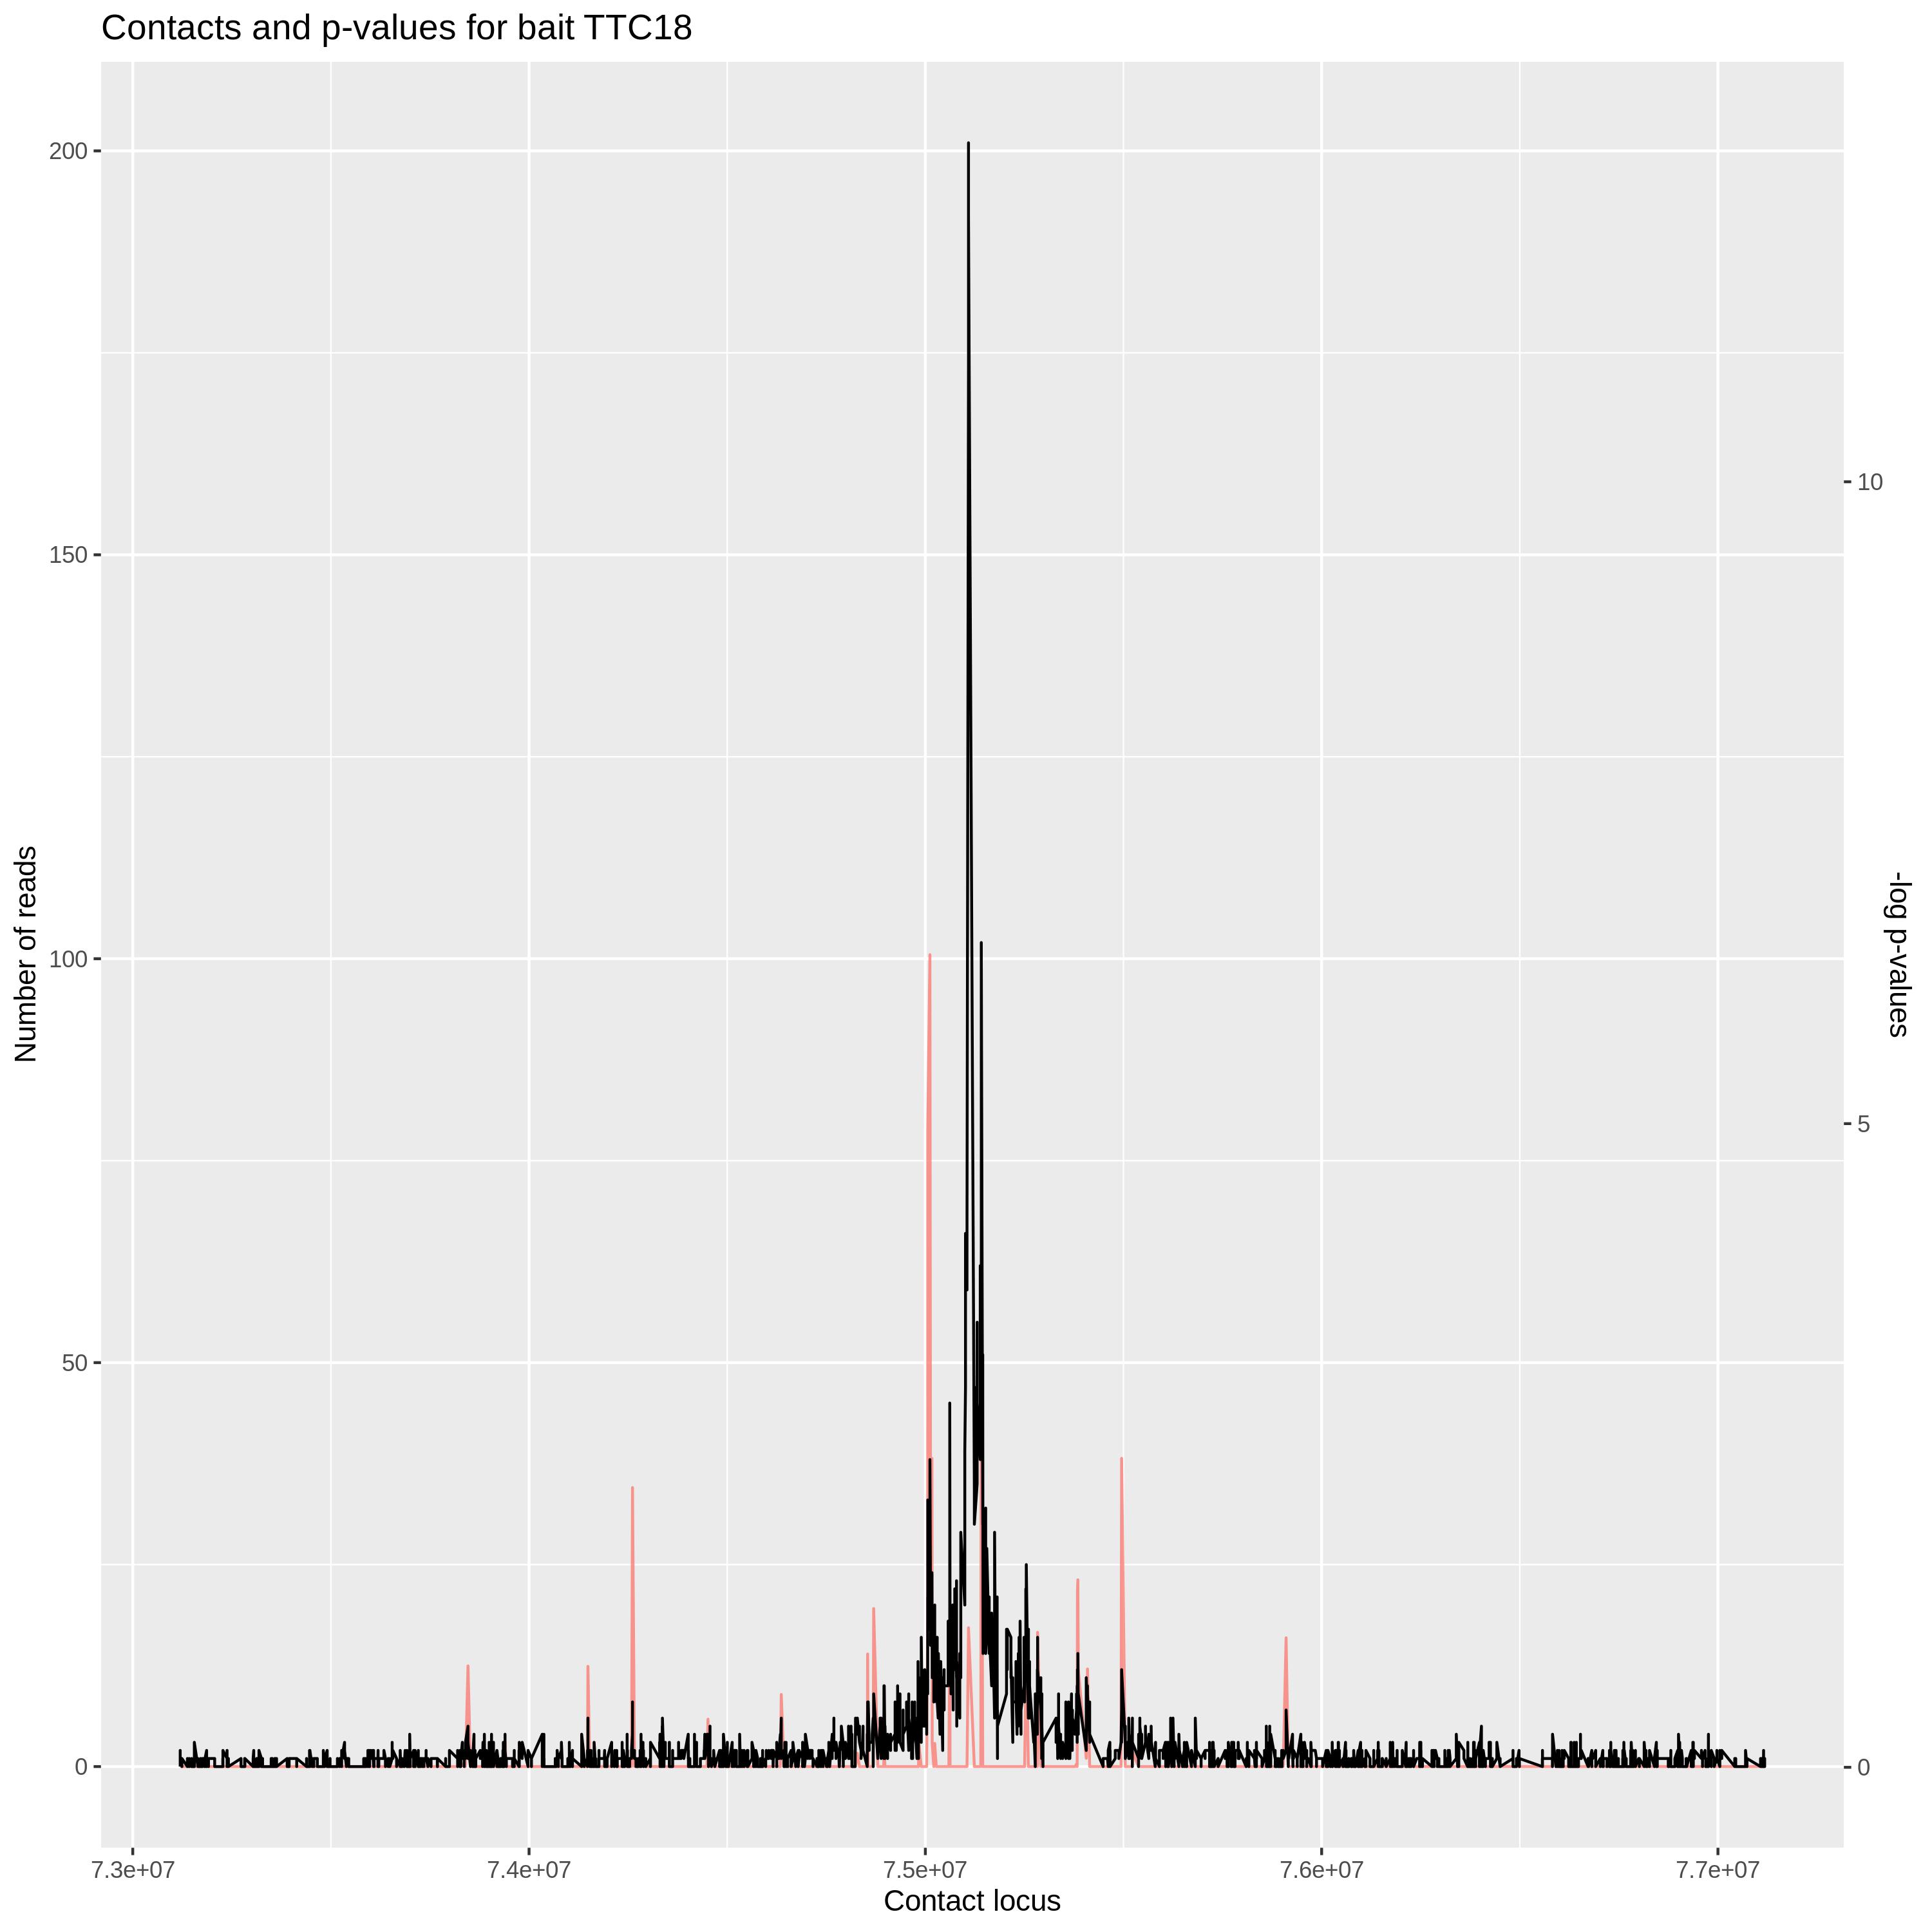 Contacts and p-values for bait TTC18
200
150
100
50
0
Number of reads
10
5
0
-log p-values
7.3e+07 7.4e+07 7.5e+07 7.6e+07 7.7e+07
Contact locus